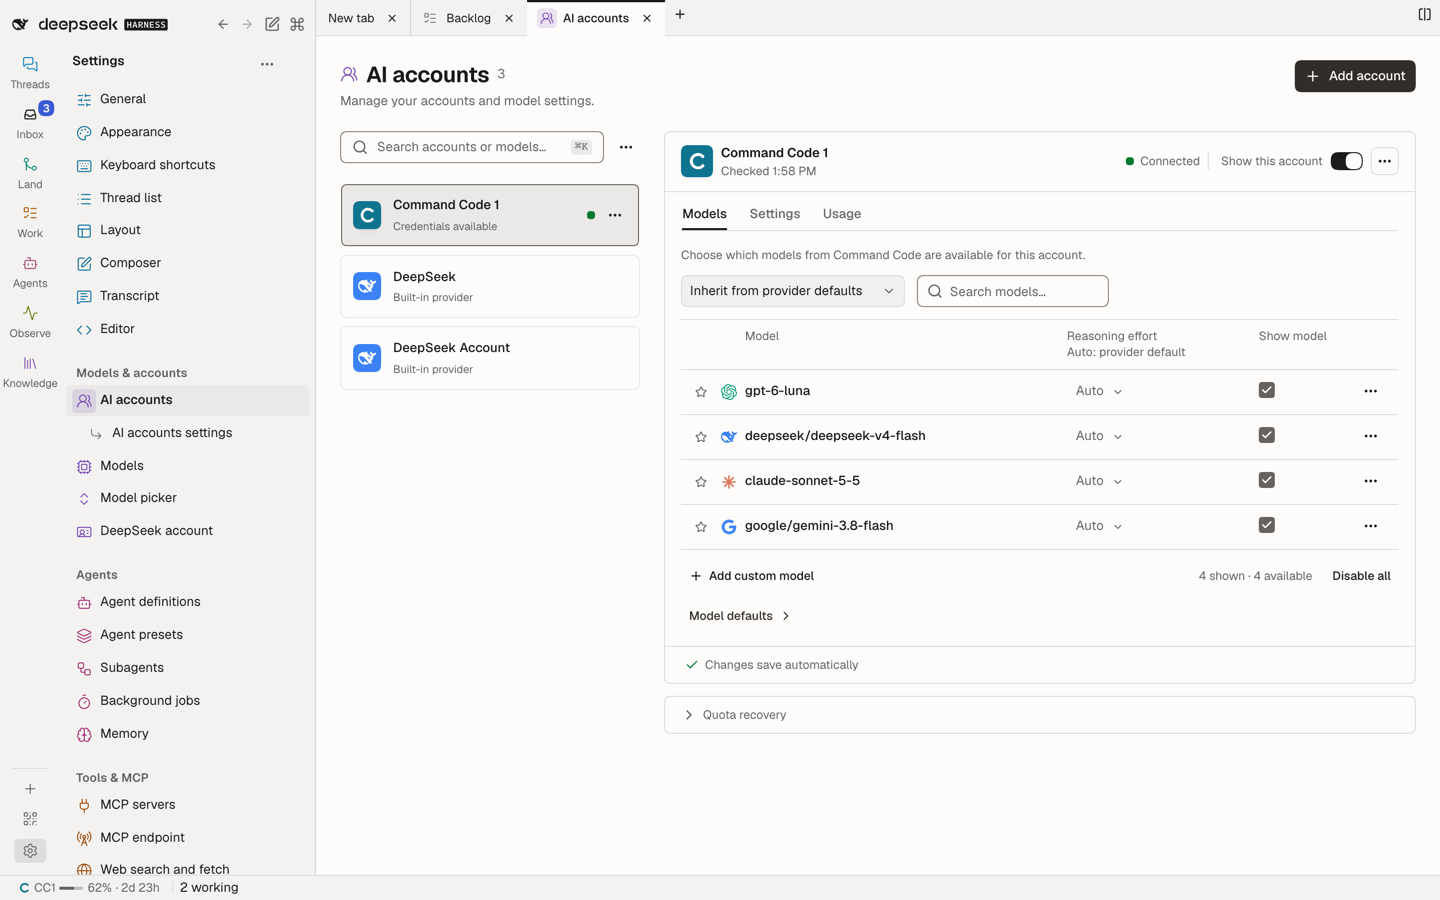 deepseek HARNESS
New tab
Backlog
AI accounts
Threads
3
Inbox
Land
Work
Agents
Observe
Knowledge
Settings
General
Appearance
Keyboard shortcuts
Thread list
Layout
Composer
Transcript
Editor
Models & accounts
AI accounts
AI accounts settings
Models
Model picker
DeepSeek account
Agents
Agent definitions
Agent presets
Subagents
Background jobs
Memory
Tools & MCP
MCP servers
MCP endpoint
Web search and fetch
AI accounts 3
Manage your accounts and model settings.
Add account
Search accounts or models... ⌘K
Command Code 1
Credentials available
DeepSeek
Built-in provider
DeepSeek Account
Built-in provider
C
Command Code 1
Checked 1:58 PM
Connected
Show this account
Models Settings Usage
Choose which models from Command Code are available for this account.
Inherit from provider defaults
Search models...
Model
Reasoning effort
Auto: provider default
Show model
gpt-6-luna Auto
deepseek/deepseek-v4-flash Auto
claude-sonnet-5-5 Auto
google/gemini-3.8-flash Auto
Add custom model
4 shown · 4 available
Disable all
Model defaults
Changes save automatically
Quota recovery
C CC1 62% · 2d 23h
2 working